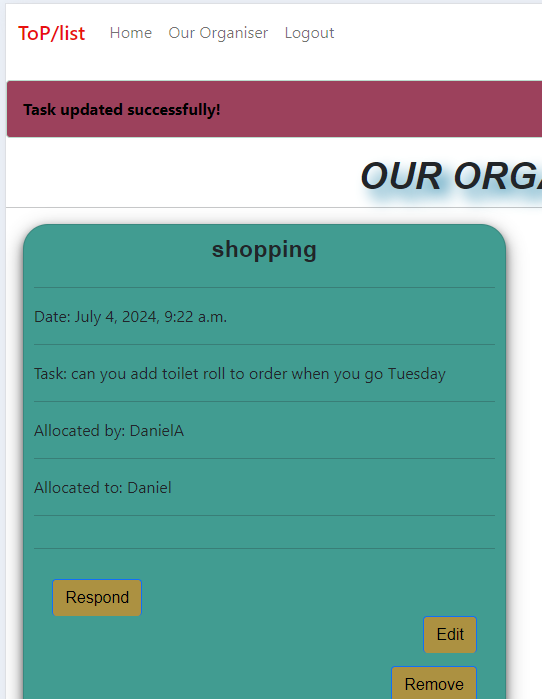 ToP/list Home Our Organiser Logout
Task updated successfully!
OUR
shopping
Date: July 4, 2024, 9:22 a.m.
Task: can you add toilet roll to order when you go Tuesday
Allocated by: DanielA
Allocated to: Daniel
Respond
Edit
Remove